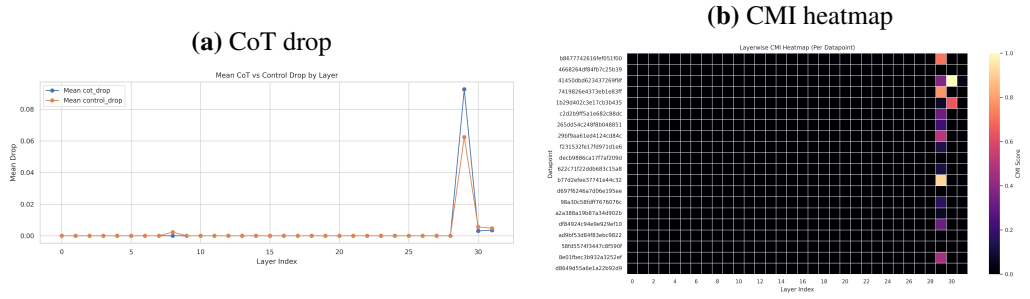 (a) CoT drop
Mean CoT vs Control Drop by Layer
Mean cot_drop
Mean control_drop
Mean Drop
0.08
0.06
0.04
0.02
0.00
0 5 10 15 20 25 30
Layer Index
(b) CMI heatmap
Layerwise CMI Heatmap (Per Datapoint)
Datapoint
b8677742616fef051f00
4668264df84fb7c25b39
41450dbd623437269f8f
7419826e4373eb1e83ff
1b29d402c3e17cb3b435
c2d2b9ff5a1e682c88dc
265dd54c248f8b048851
29bf9aa61ed4124cd84c
f231532fe17fd971d1e6
decb9886ca17f7af209d
622c71f22ddb683c15a8
b77d2efee37741e44c32
d697f6246a7d06e195ee
98a30c58fdff7676076c
a2a388a19b87a34d902b
df84924c94e9e929ef10
ad9bf53d84f83ebc9822
58fd5574f3447c8f590f
8e01fbec3b932a3252ef
d8649d55a6e1a22b92d9
0 2 4 6 8 10 12 14 16 18 20 22 24 26 28 30
Layer Index
1.0
0.8
0.6
0.4
0.2
0.0
CMI Score